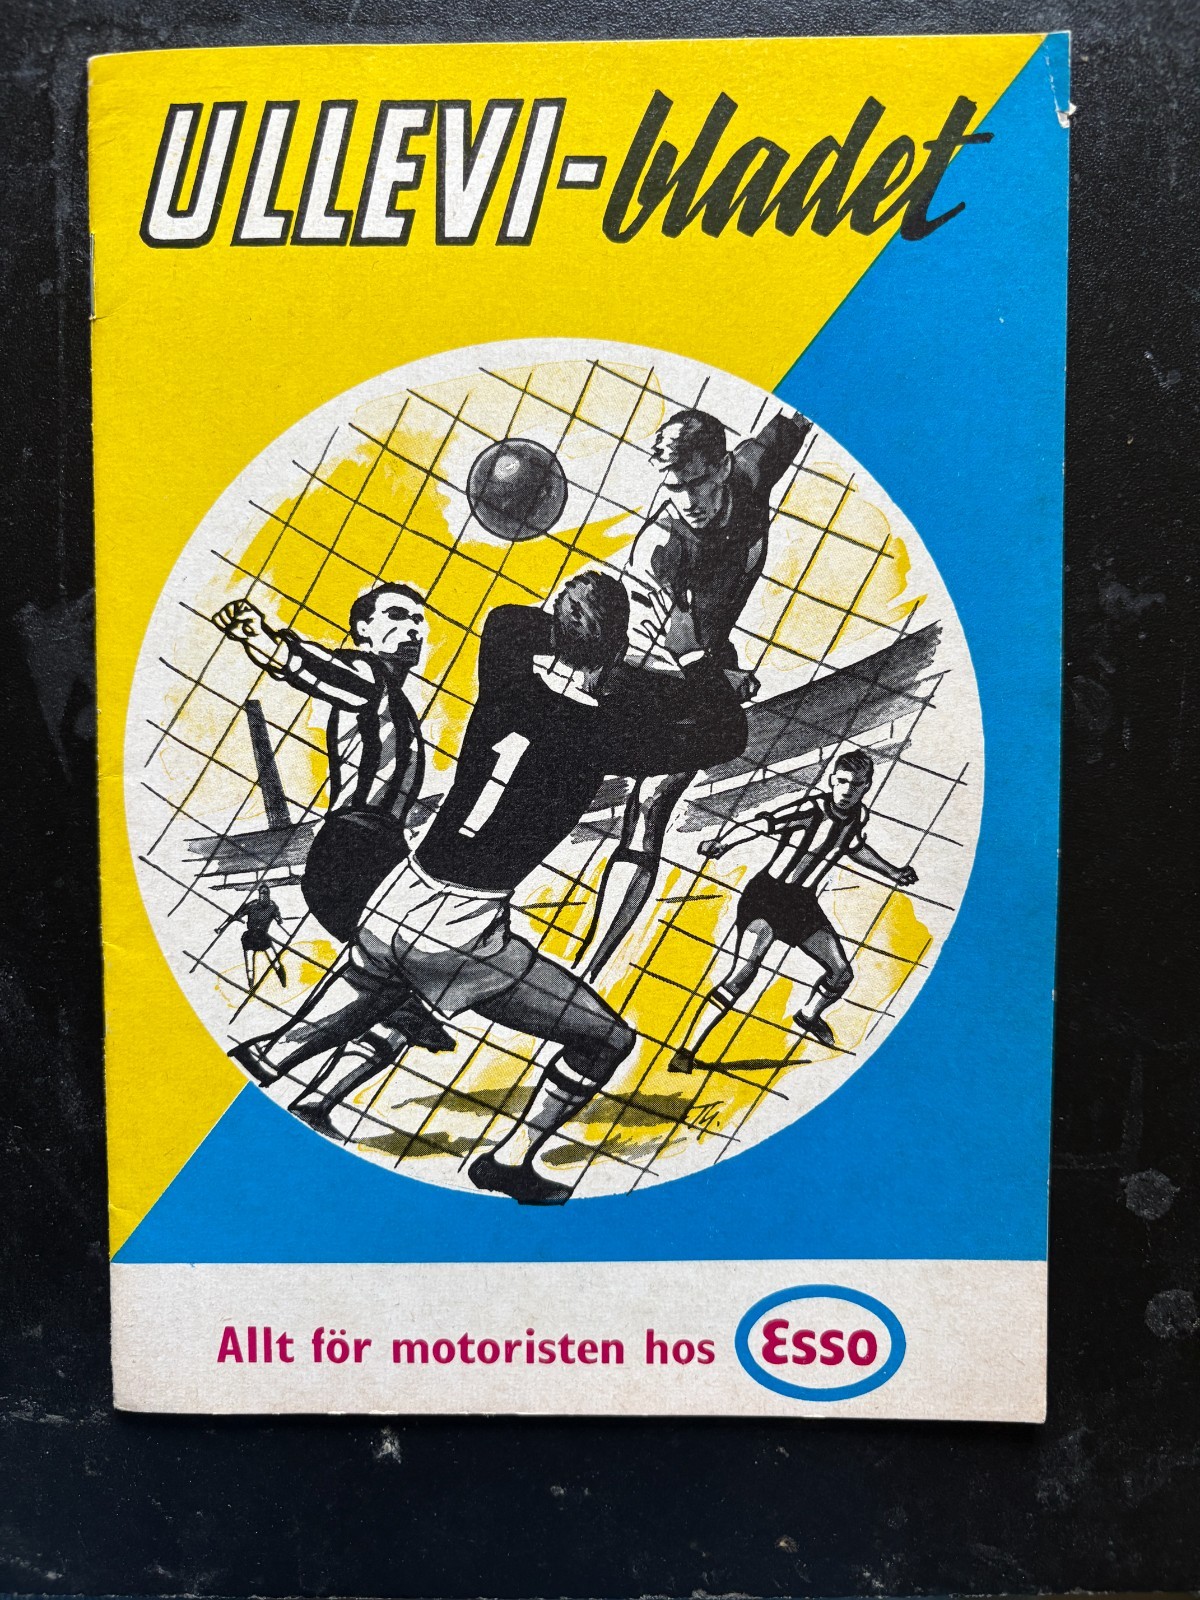 ULLEVI-bladet
1
Allt för motoristen hos Esso